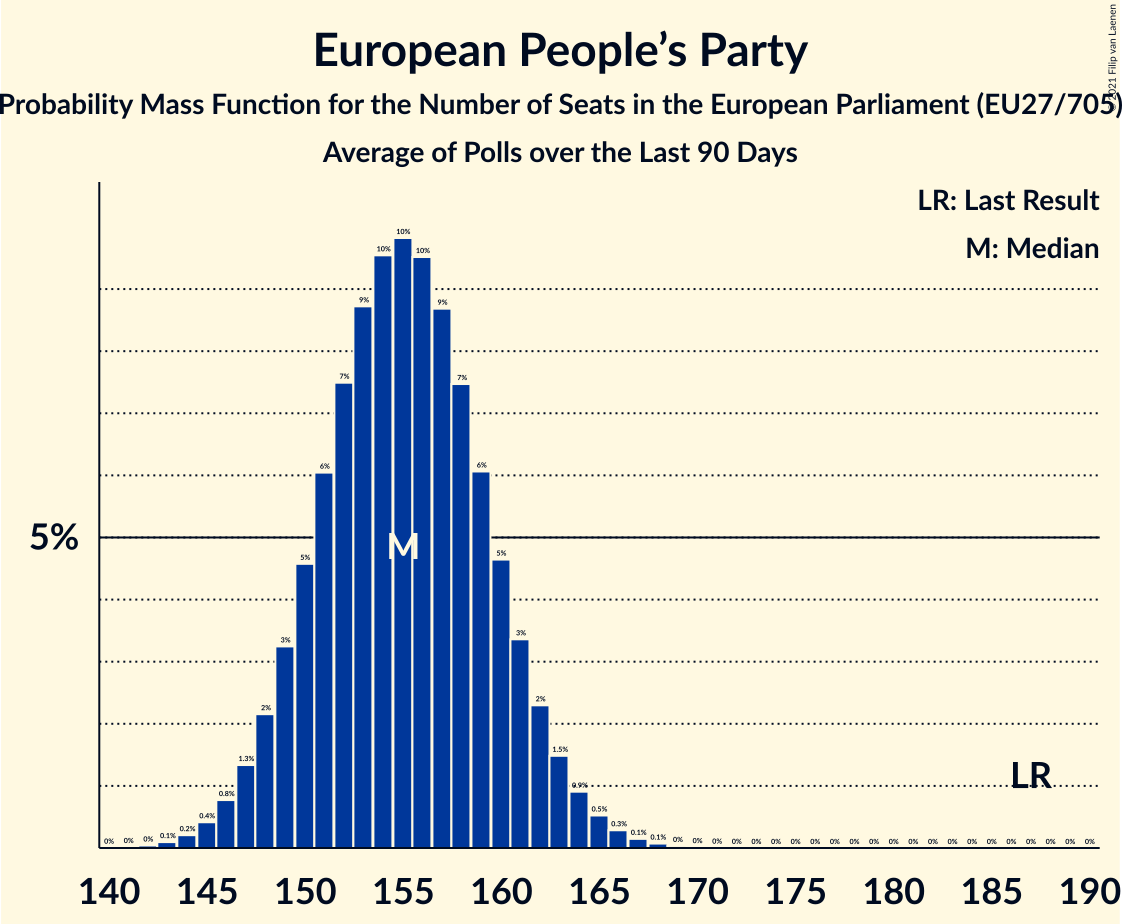 European People’s Party
Probability Mass Function for the Number of Seats in the European Parliament (EU27/705)
Average of Polls over the Last 90 Days
© 2021 Filip van Laenen
LR: Last Result
M: Median
5%
0% 0% 0% 0.1% 0.2% 0.4% 0.8% 1.3% 2% 3% 5% 6% 7% 9% 10% 10% 10% 9% 7% 6% 5% 3% 2% 1.5% 0.9% 0.5% 0.3% 0.1% 0.1% 0% 0% 0% 0% 0% 0% 0% 0% 0% 0% 0% 0% 0% 0% 0% 0% 0% 0% 0% 0% 0% 0%
M
LR
140 145 150 155 160 165 170 175 180 185 190